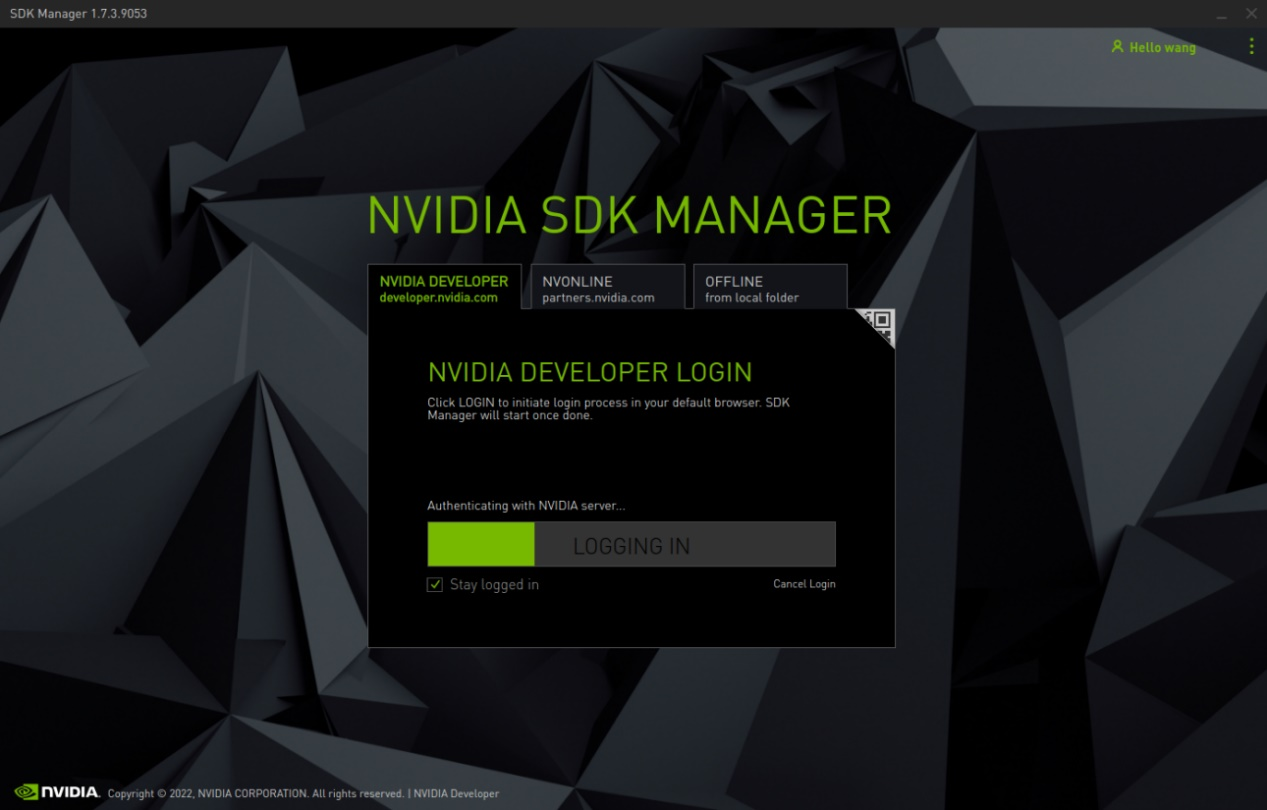 SDK Manager 1.7.3.9053
Hello wang
NVIDIA SDK MANAGER
NVIDIA DEVELOPER
developer.nvidia.com
NVONLINE
partners.nvidia.com
OFFLINE
from local folder
NVIDIA DEVELOPER LOGIN
Click LOGIN to initiate login process in your default browser. SDK
Manager will start once done.
Authenticating with NVIDIA server...
LOGGING IN
Stay logged in
Cancel Login
NVIDIA. Copyright © 2022, NVIDIA CORPORATION. All rights reserved. | NVIDIA Developer